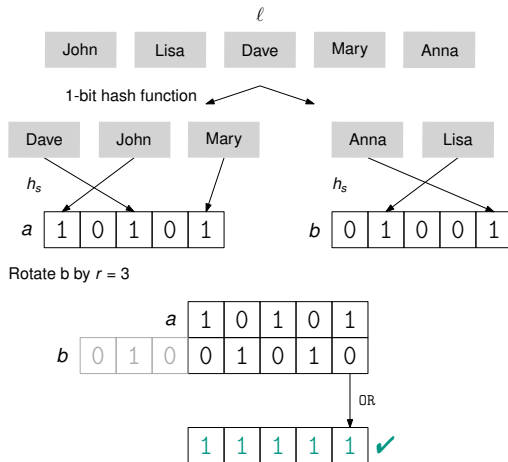 ℓ
John Lisa Dave Mary Anna
1-bit hash function
Dave John Mary Anna Lisa
hₛ hₛ
a 1 0 1 0 1 b 0 1 0 0 1
Rotate b by r = 3
a 1 0 1 0 1
b 0 1 0 0 1 0 1 0
OR
1 1 1 1 1 ✔